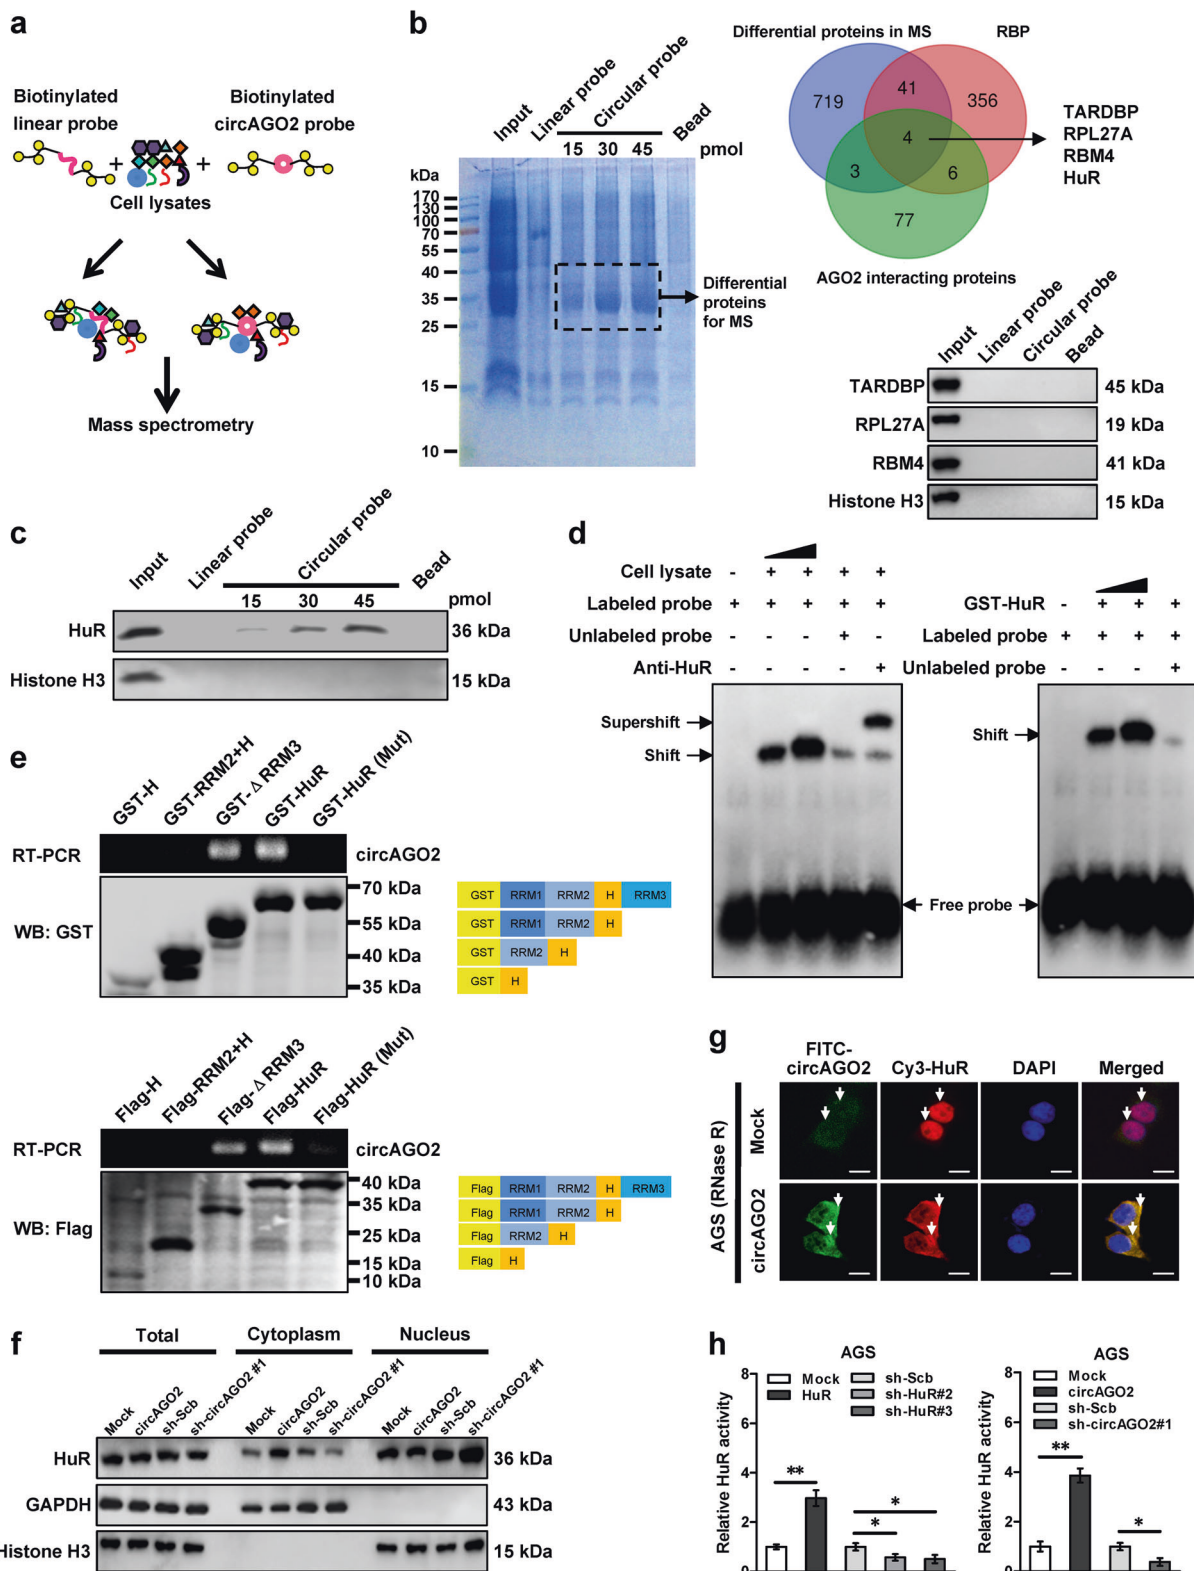 a
Biotinylated linear probe
Biotinylated circAGO2 probe
+
+
Cell lysates
Mass spectrometry
b
Input
Linear probe
Circular probe
Bead
15 30 45 pmol
kDa
170
130
100
70
55
40
35
25
15
10
Differential proteins for MS
Differential proteins in MS
RBP
719
41
356
4
3
6
77
AGO2 interacting proteins
TARDBP
RPL27A
RBM4
HuR
Input
Linear probe
Circular probe
Bead
TARDBP 45 kDa
RPL27A 19 kDa
RBM4 41 kDa
Histone H3 15 kDa
c
Input
Linear probe
Circular probe
Bead
15 30 45 pmol
HuR 36 kDa
Histone H3 15 kDa
d
Cell lysate - + + + +
Labeled probe + + + + +
Unlabeled probe - - - + -
Anti-HuR - - - - +
Supershift
Shift
Free probe
GST-HuR - + + +
Labeled probe + + + +
Unlabeled probe - - - +
Shift
e
GST-H
GST-RRM2+H
GST-ΔRRM3
GST-HuR
GST-HuR (Mut)
RT-PCR circAGO2
WB: GST
70 kDa
55 kDa
40 kDa
35 kDa
GST RRM1 RRM2 H RRM3
GST RRM1 RRM2 H
GST RRM2 H
GST H
Flag-H
Flag-RRM2+H
Flag-ΔRRM3
Flag-HuR
Flag-HuR (Mut)
RT-PCR circAGO2
WB: Flag
40 kDa
35 kDa
25 kDa
15 kDa
10 kDa
Flag RRM1 RRM2 H RRM3
Flag RRM1 RRM2 H
Flag RRM2 H
Flag H
f
Total Cytoplasm Nucleus
Mock circAGO2 sh-Scb sh-circAGO2 #1
Mock circAGO2 sh-Scb sh-circAGO2 #1
Mock circAGO2 sh-Scb sh-circAGO2 #1
HuR 36 kDa
GAPDH 43 kDa
Histone H3 15 kDa
g
FITC-circAGO2 Cy3-HuR DAPI Merged
AGS (RNase R)
Mock
circAGO2
h
AGS
Relative HuR activity
8
6
4
2
0
Mock
HuR
sh-Scb
sh-HuR#2
sh-HuR#3
**
*
*
AGS
Relative HuR activity
8
6
4
2
0
Mock
circAGO2
sh-Scb
sh-circAGO2#1
**
*